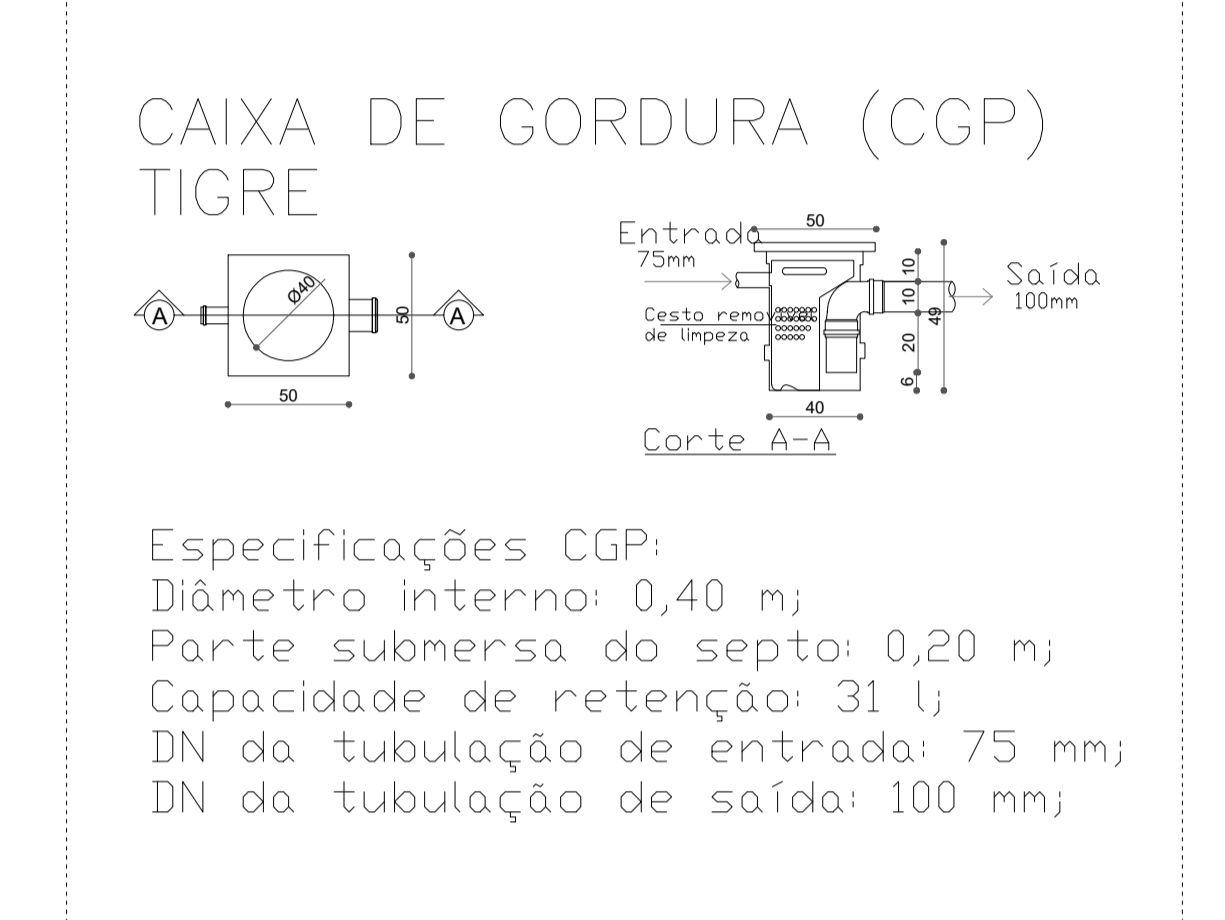 CAIXA DE GORDURA (CGP)
TIGRE
Entrada
75mm
50
Saída
100mm
Cesto removível
de limpeza
10
10
20
6
49
40
Corte A-A
A
Ø40
50
A
50
Especificações CGP:
Diâmetro interno: 0,40 m;
Parte submersa do septo: 0,20 m;
Capacidade de retenção: 31 l;
DN da tubulação de entrada: 75 mm;
DN da tubulação de saída: 100 mm;